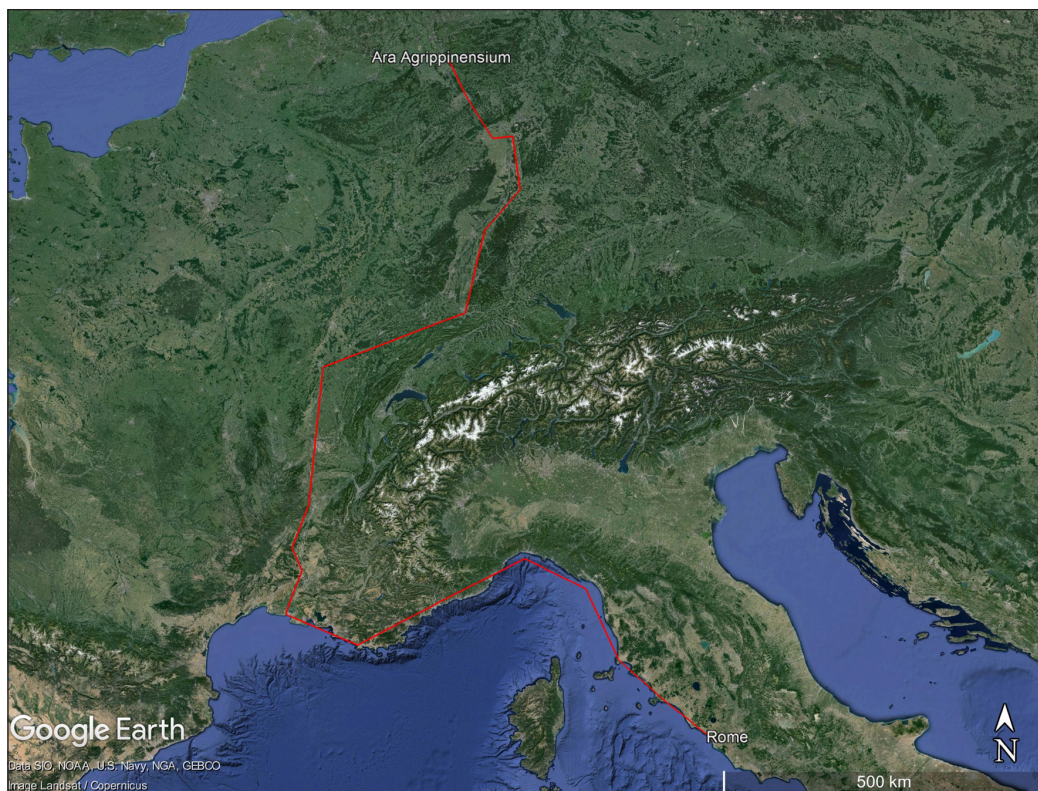 Ara Agrippinensium
Rome
Google Earth
Data SIO, NOAA, U.S. Navy, NGA, GEBCO
Image Landsat / Copernicus
N
500 km